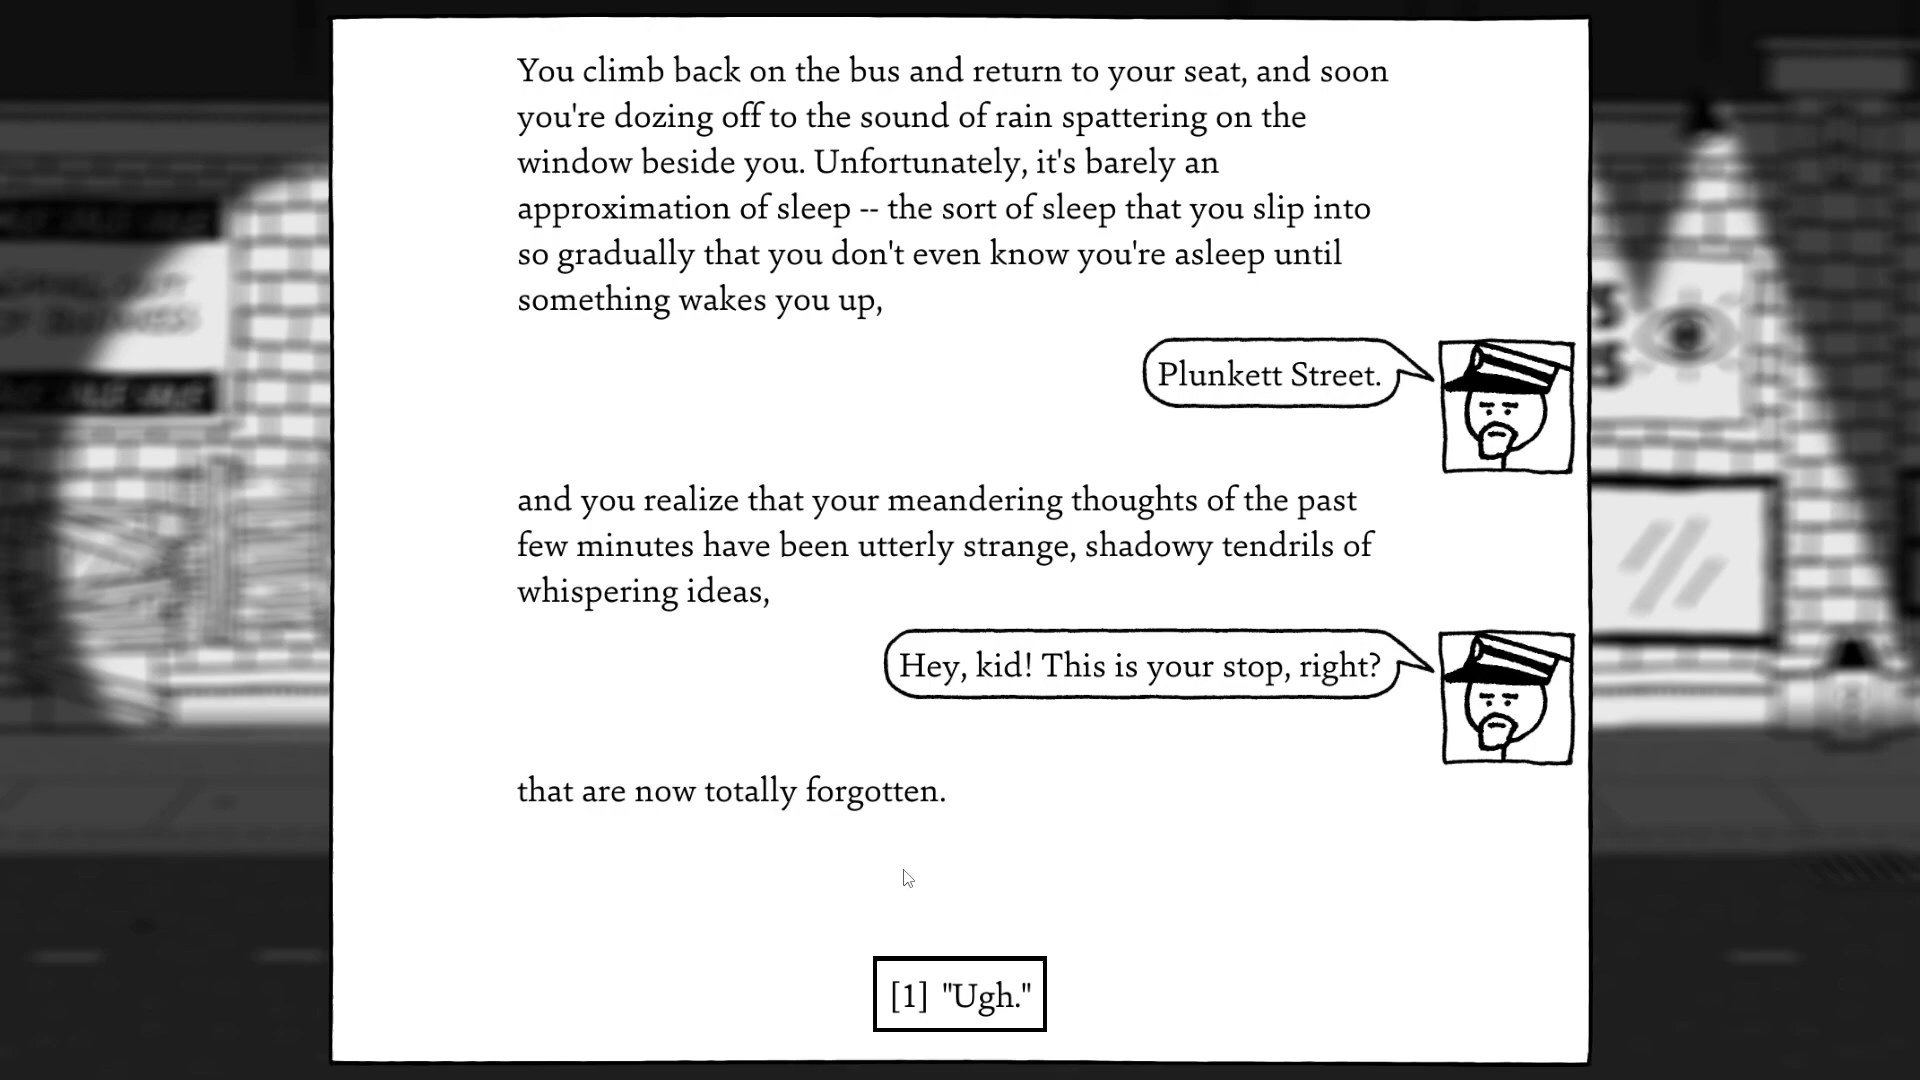 You climb back on the bus and return to your seat, and soon
you're dozing off to the sound of rain spattering on the
window beside you. Unfortunately, it's barely an
approximation of sleep -- the sort of sleep that you slip into
so gradually that you don't even know you're asleep until
something wakes you up,
Plunkett Street.
and you realize that your meandering thoughts of the past
few minutes have been utterly strange, shadowy tendrils of
whispering ideas,
Hey, kid! This is your stop, right?
that are now totally forgotten.
[1] "Ugh."